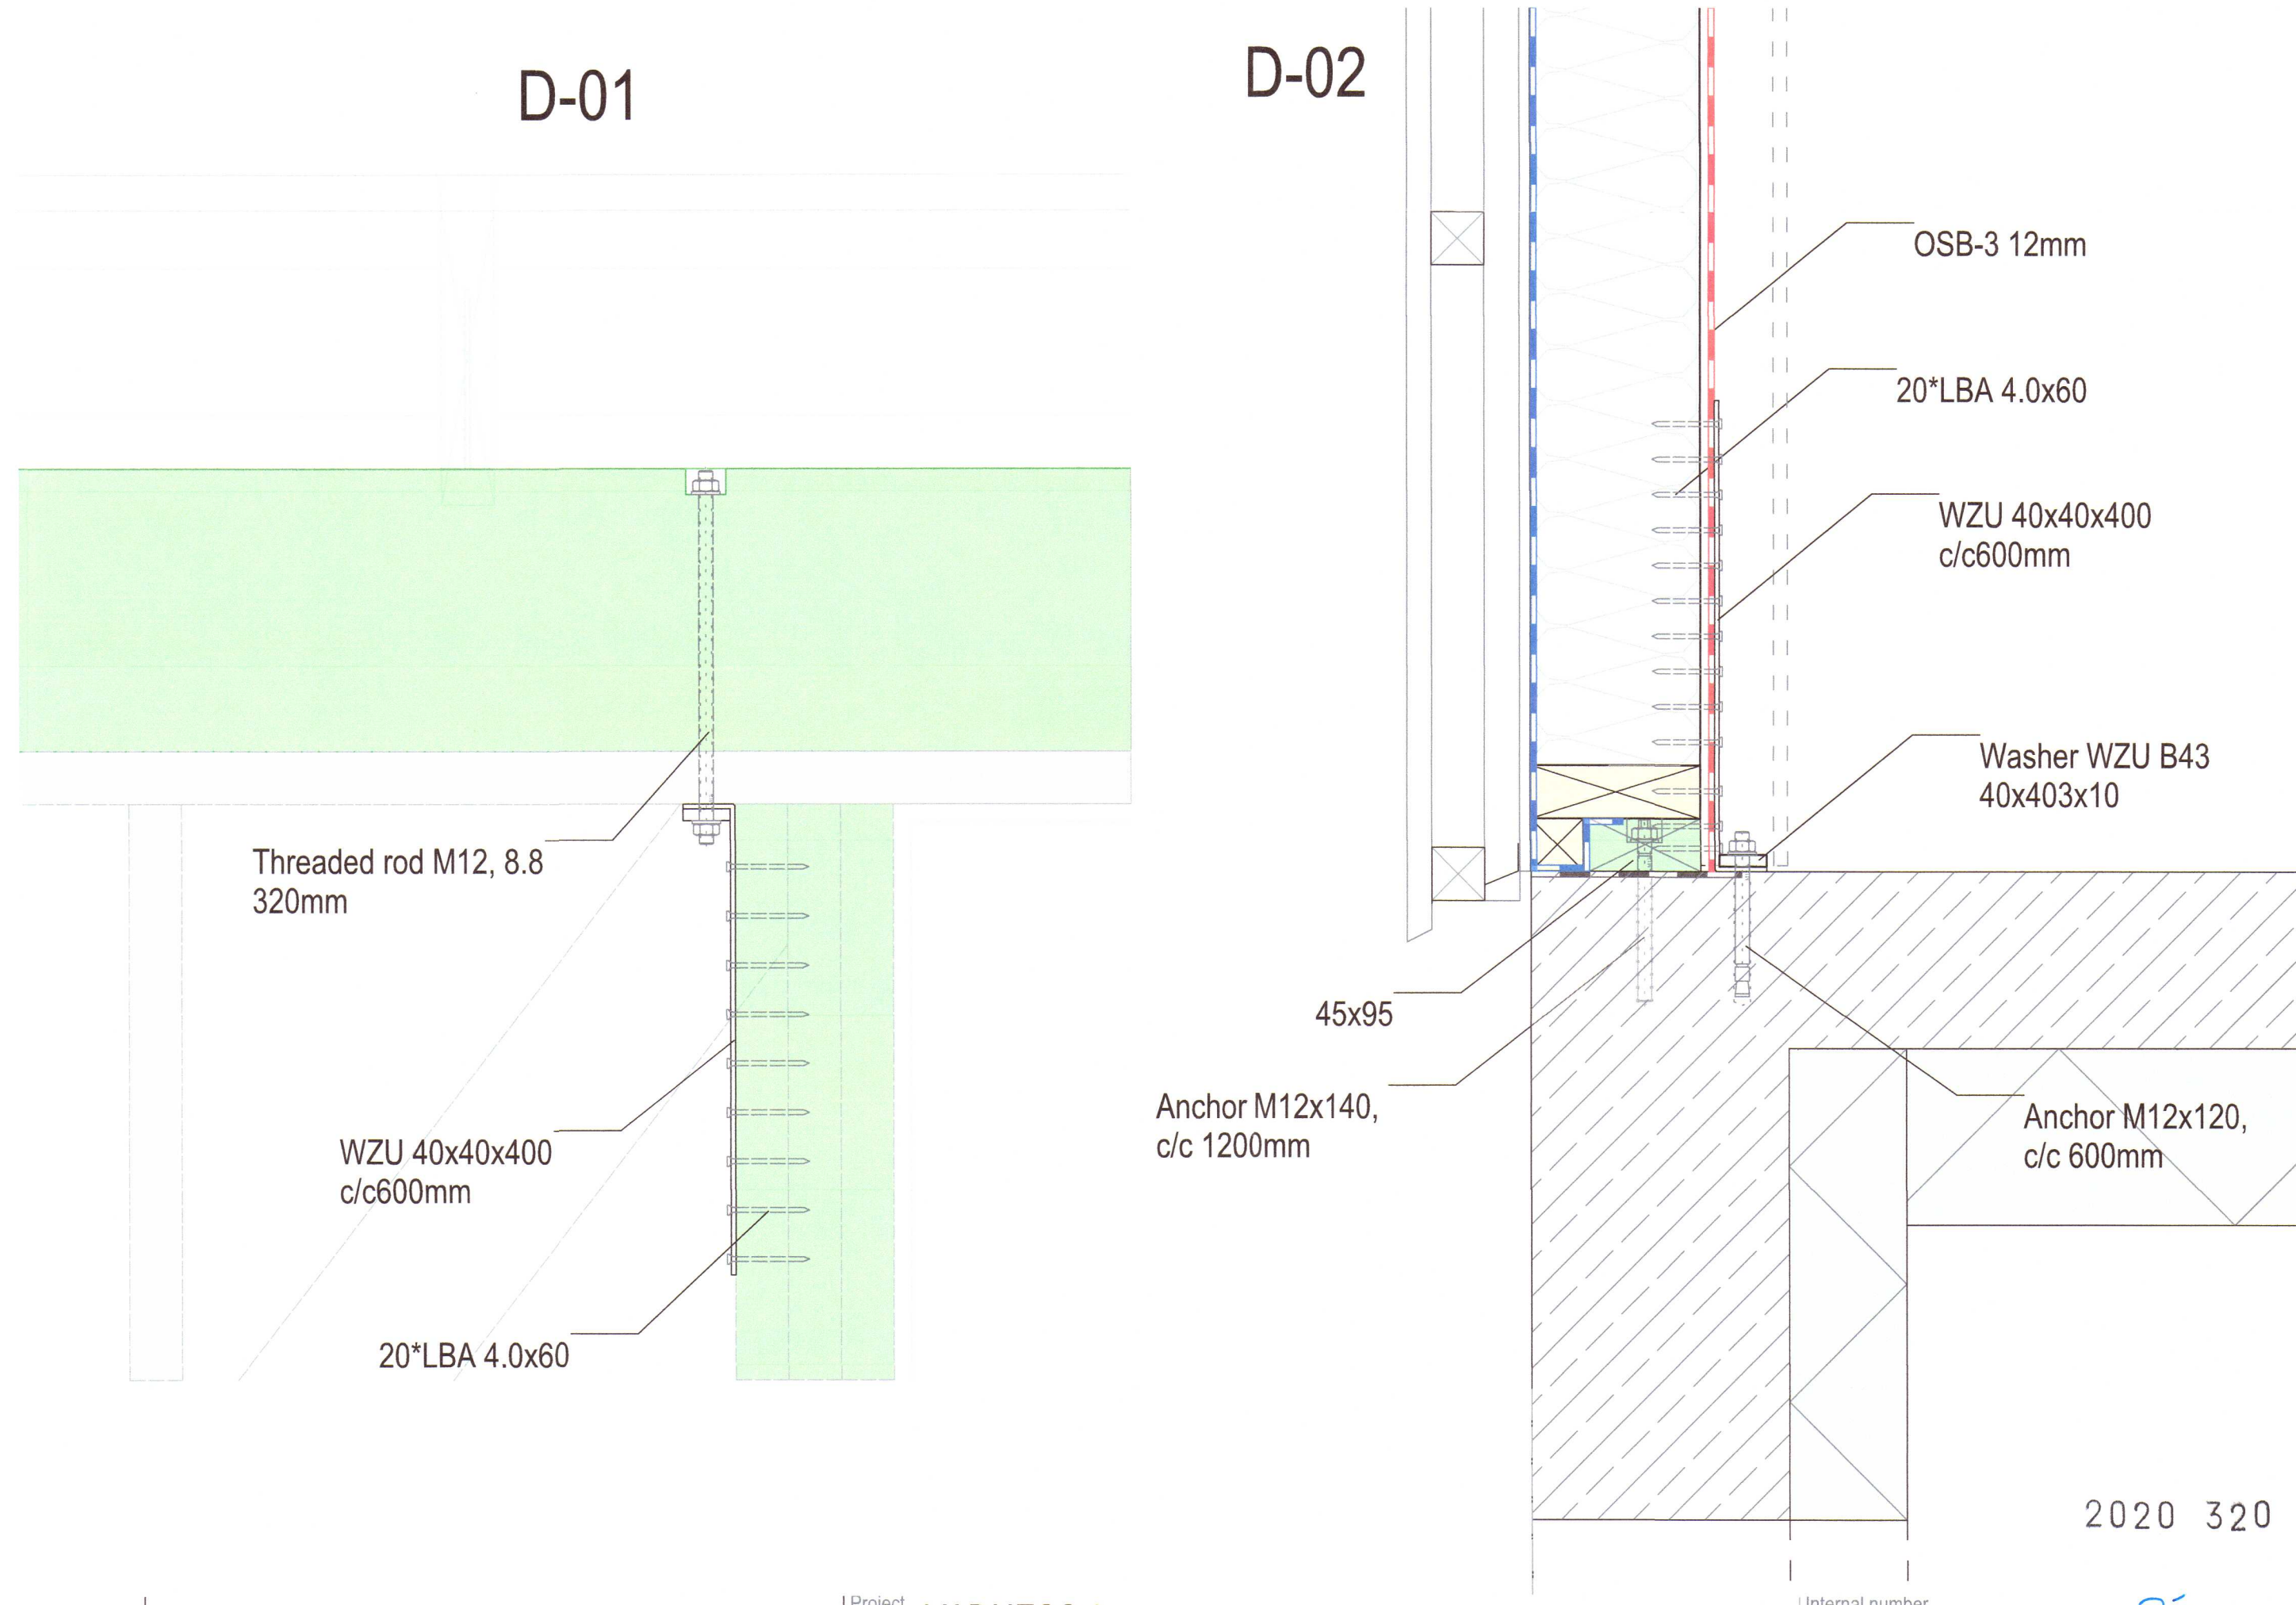 D-01
D-02
OSB-3 12mm
20*LBA 4.0x60
WZU 40x40x400
c/c600mm
Washer WZU B43
40x403x10
Threaded rod M12, 8.8
320mm
45x95
Anchor M12x140,
c/c 1200mm
Anchor M12x120,
c/c 600mm
WZU 40x40x400
c/c600mm
20*LBA 4.0x60
2020 320
Project
Internal number